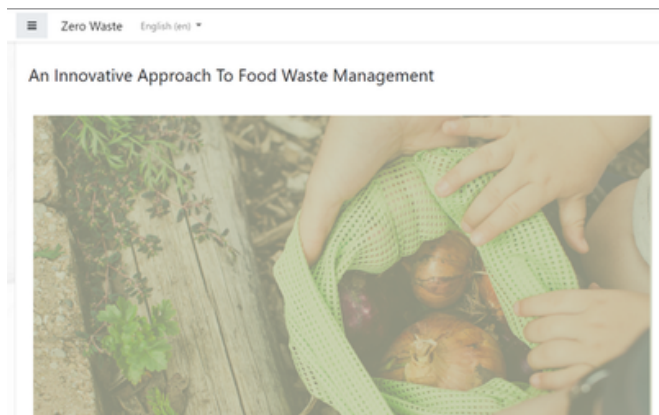 Zero Waste English (en)
An Innovative Approach To Food Waste Management